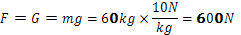 F = G = mg = 60kg × 10N/kg = 600N